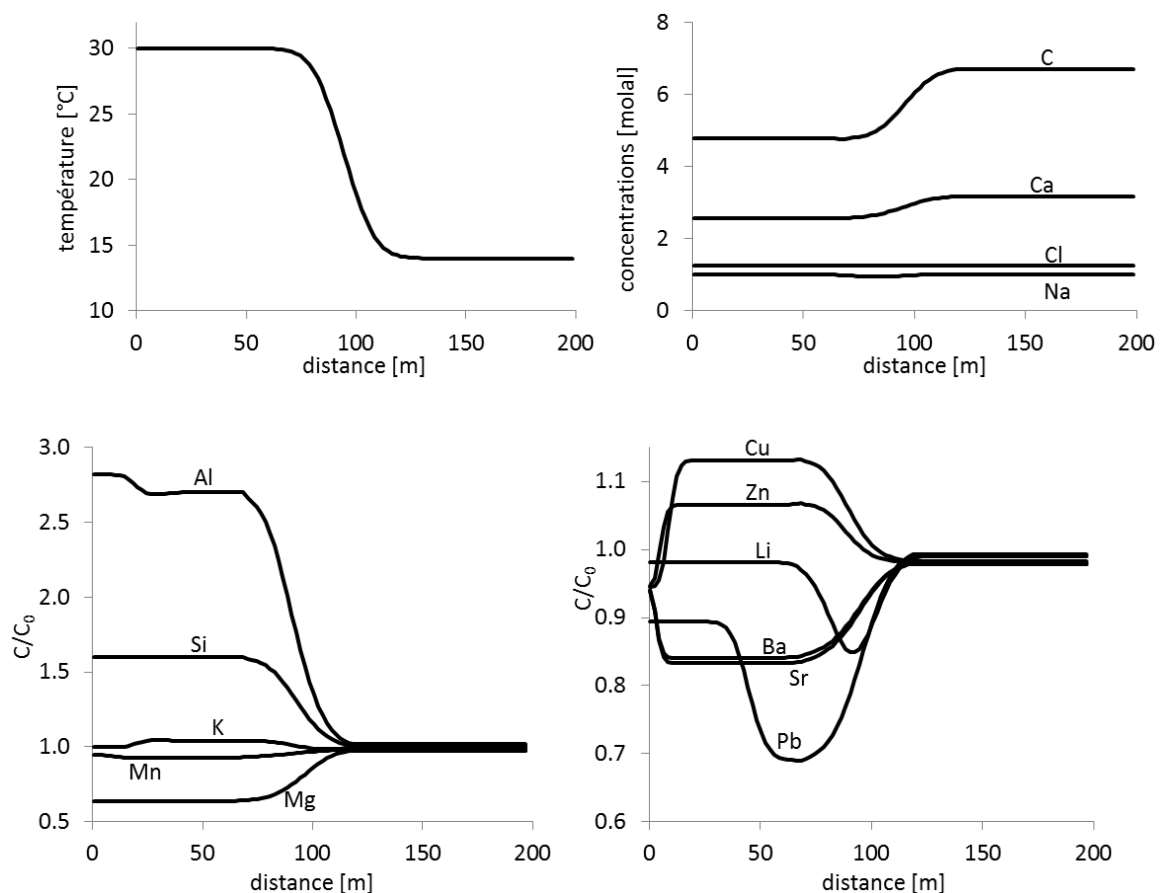 température [°C]
30
25
20
15
10
0
50
100
150
200
distance [m]
concentrations [molal]
8
6
4
2
0
C
Ca
Cl
Na
0
50
100
150
200
distance [m]
C/C₀
3.0
2.5
2.0
1.5
1.0
0.5
Al
Si
K
Mn
Mg
0
50
100
150
200
distance [m]
C/C₀
1.1
1.0
0.9
0.8
0.7
0.6
Cu
Zn
Li
Ba
Sr
Pb
0
50
100
150
200
distance [m]